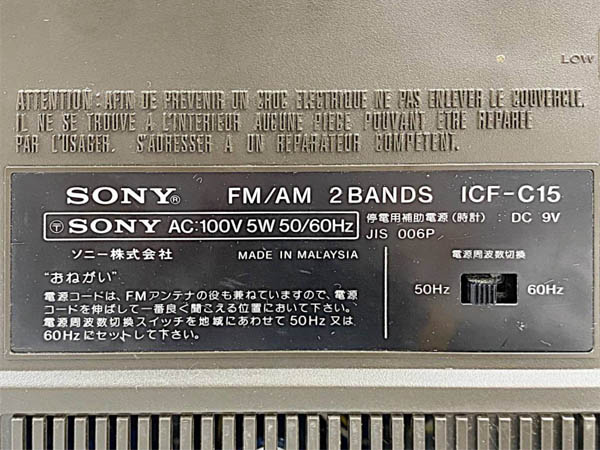 LOW
ATTENTION: AFIN DE PREVENIR UN CHOC ELECTRIQUE NE PAS ENLEVER LE COUVERCLE.
IL NE SE TROUVE A L'INTERIEUR AUCUNE PIECE POUVANT ETRE REPAREE
PAR L'USAGER. S'ADRESSER A UN REPARATEUR COMPETENT.
SONY® FM/AM 2 BANDS ICF-C15
〒 SONY AC:100V 5W 50/60Hz
停電用補助電源(時計): DC 9V
JIS 006P
ソニー株式会社 MADE IN MALAYSIA
電源周波数切換
50Hz 60Hz
"おねがい"
電源コードは、FMアンテナの役も兼ねていますので、電源
コードを伸ばして一番良く聞こえる位置において下さい。
電源周波数切換スイッチを地域にあわせて50Hz又は
60Hzにセットして下さい。